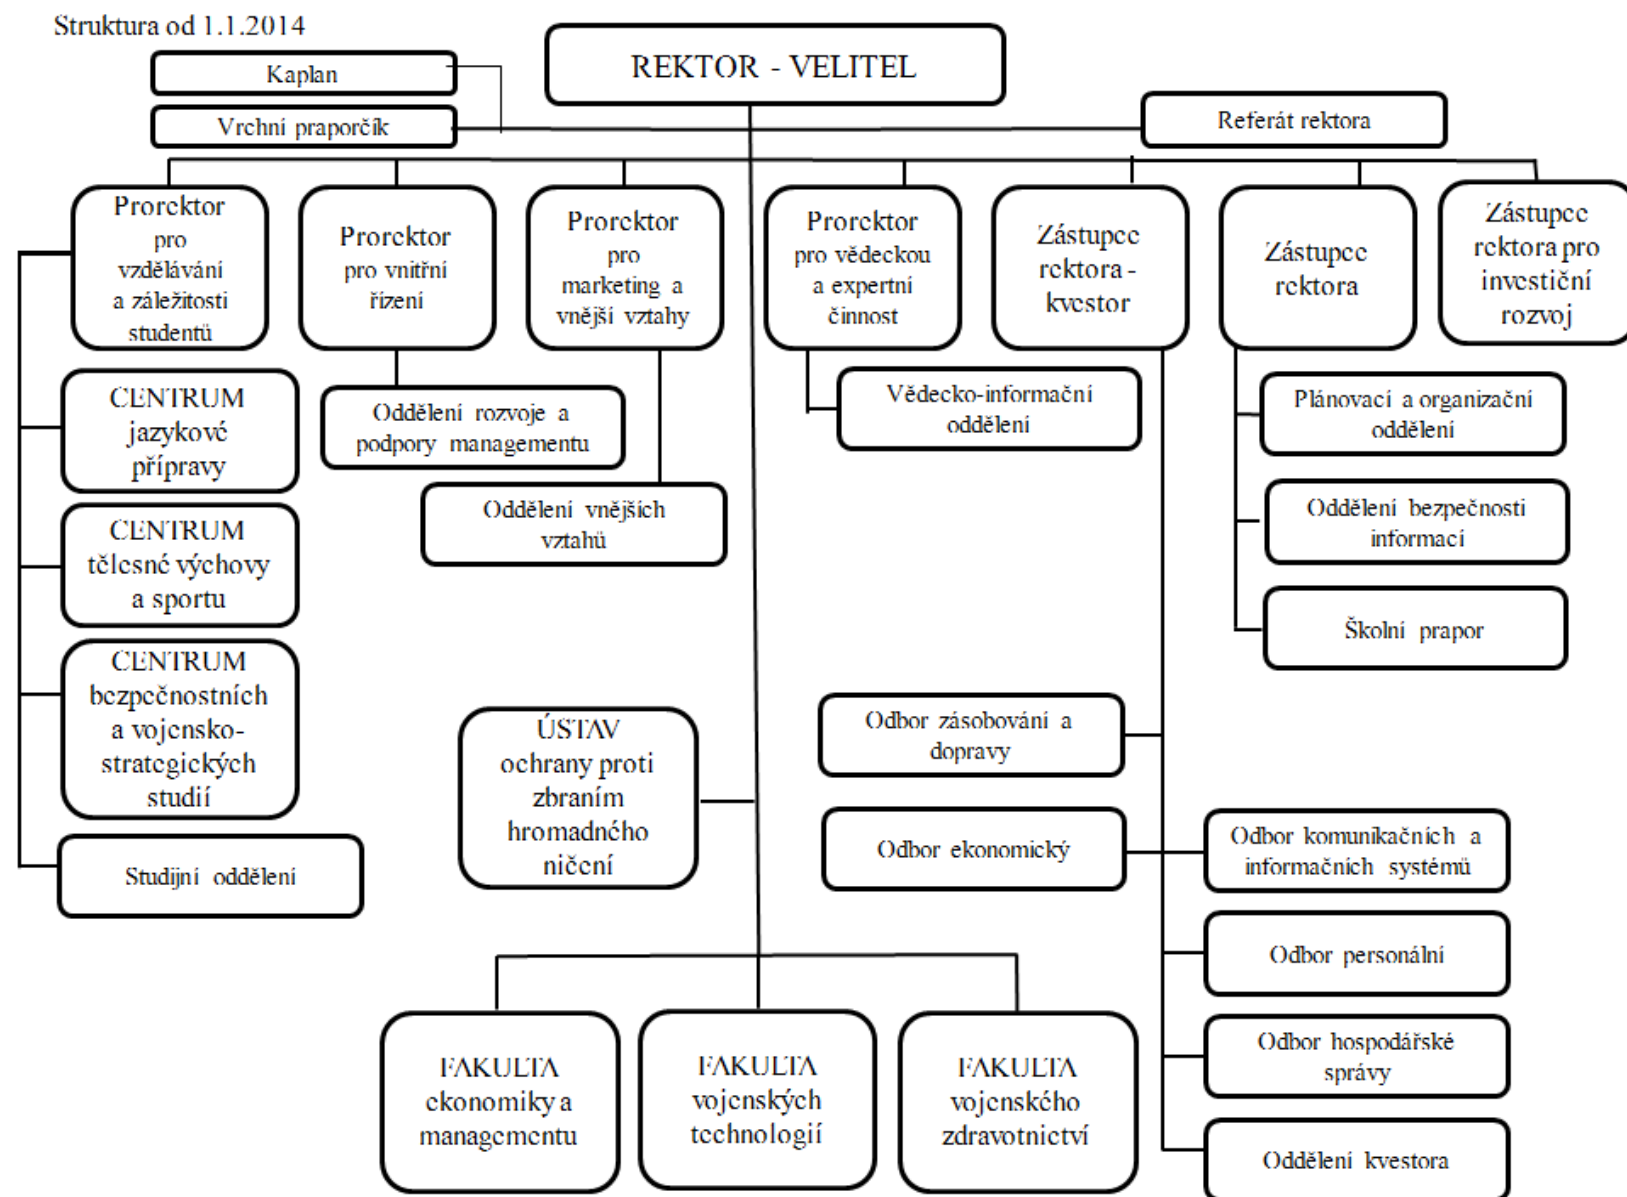 Struktura od 1.1.2014
REKTOR - VELITEL
Kaplan
Vrchní praporčík
Referát rektora
Prorektor
pro
vzdělávání
a záležitosti
studentů
Prorektor
pro vnitřní
řízení
Prorektor
pro
marketing a
vnější vztahy
Prorektor
pro vědeckou
a expertní
činnost
Zástupce
rektora -
kvestor
Zástupce
rektora
Zástupce
rektora pro
investiční
rozvoj
CENTRUM
jazykové
přípravy
CENTRUM
tělesné výchovy
a sportu
CENTRUM
bezpečnostních
a vojensko-
strategických
studií
Studijní oddělení
Oddělení rozvoje a
podpory managementu
Oddělení vnějších
vztahů
Vědecko-informační
oddělení
Plánovací a organizační
oddělení
Oddělení bezpečnosti
informací
Školní prapor
ÚSTAV
ochrany proti
zbraním
hromadného
ničení
Odbor zásobování a
dopravy
Odbor ekonomický
Odbor komunikačních a
informačních systémů
Odbor personální
Odbor hospodářské
správy
Oddělení kvestora
FAKULTA
ekonomiky a
managementu
FAKULTA
vojenských
technologií
FAKULTA
vojenského
zdravotnictví